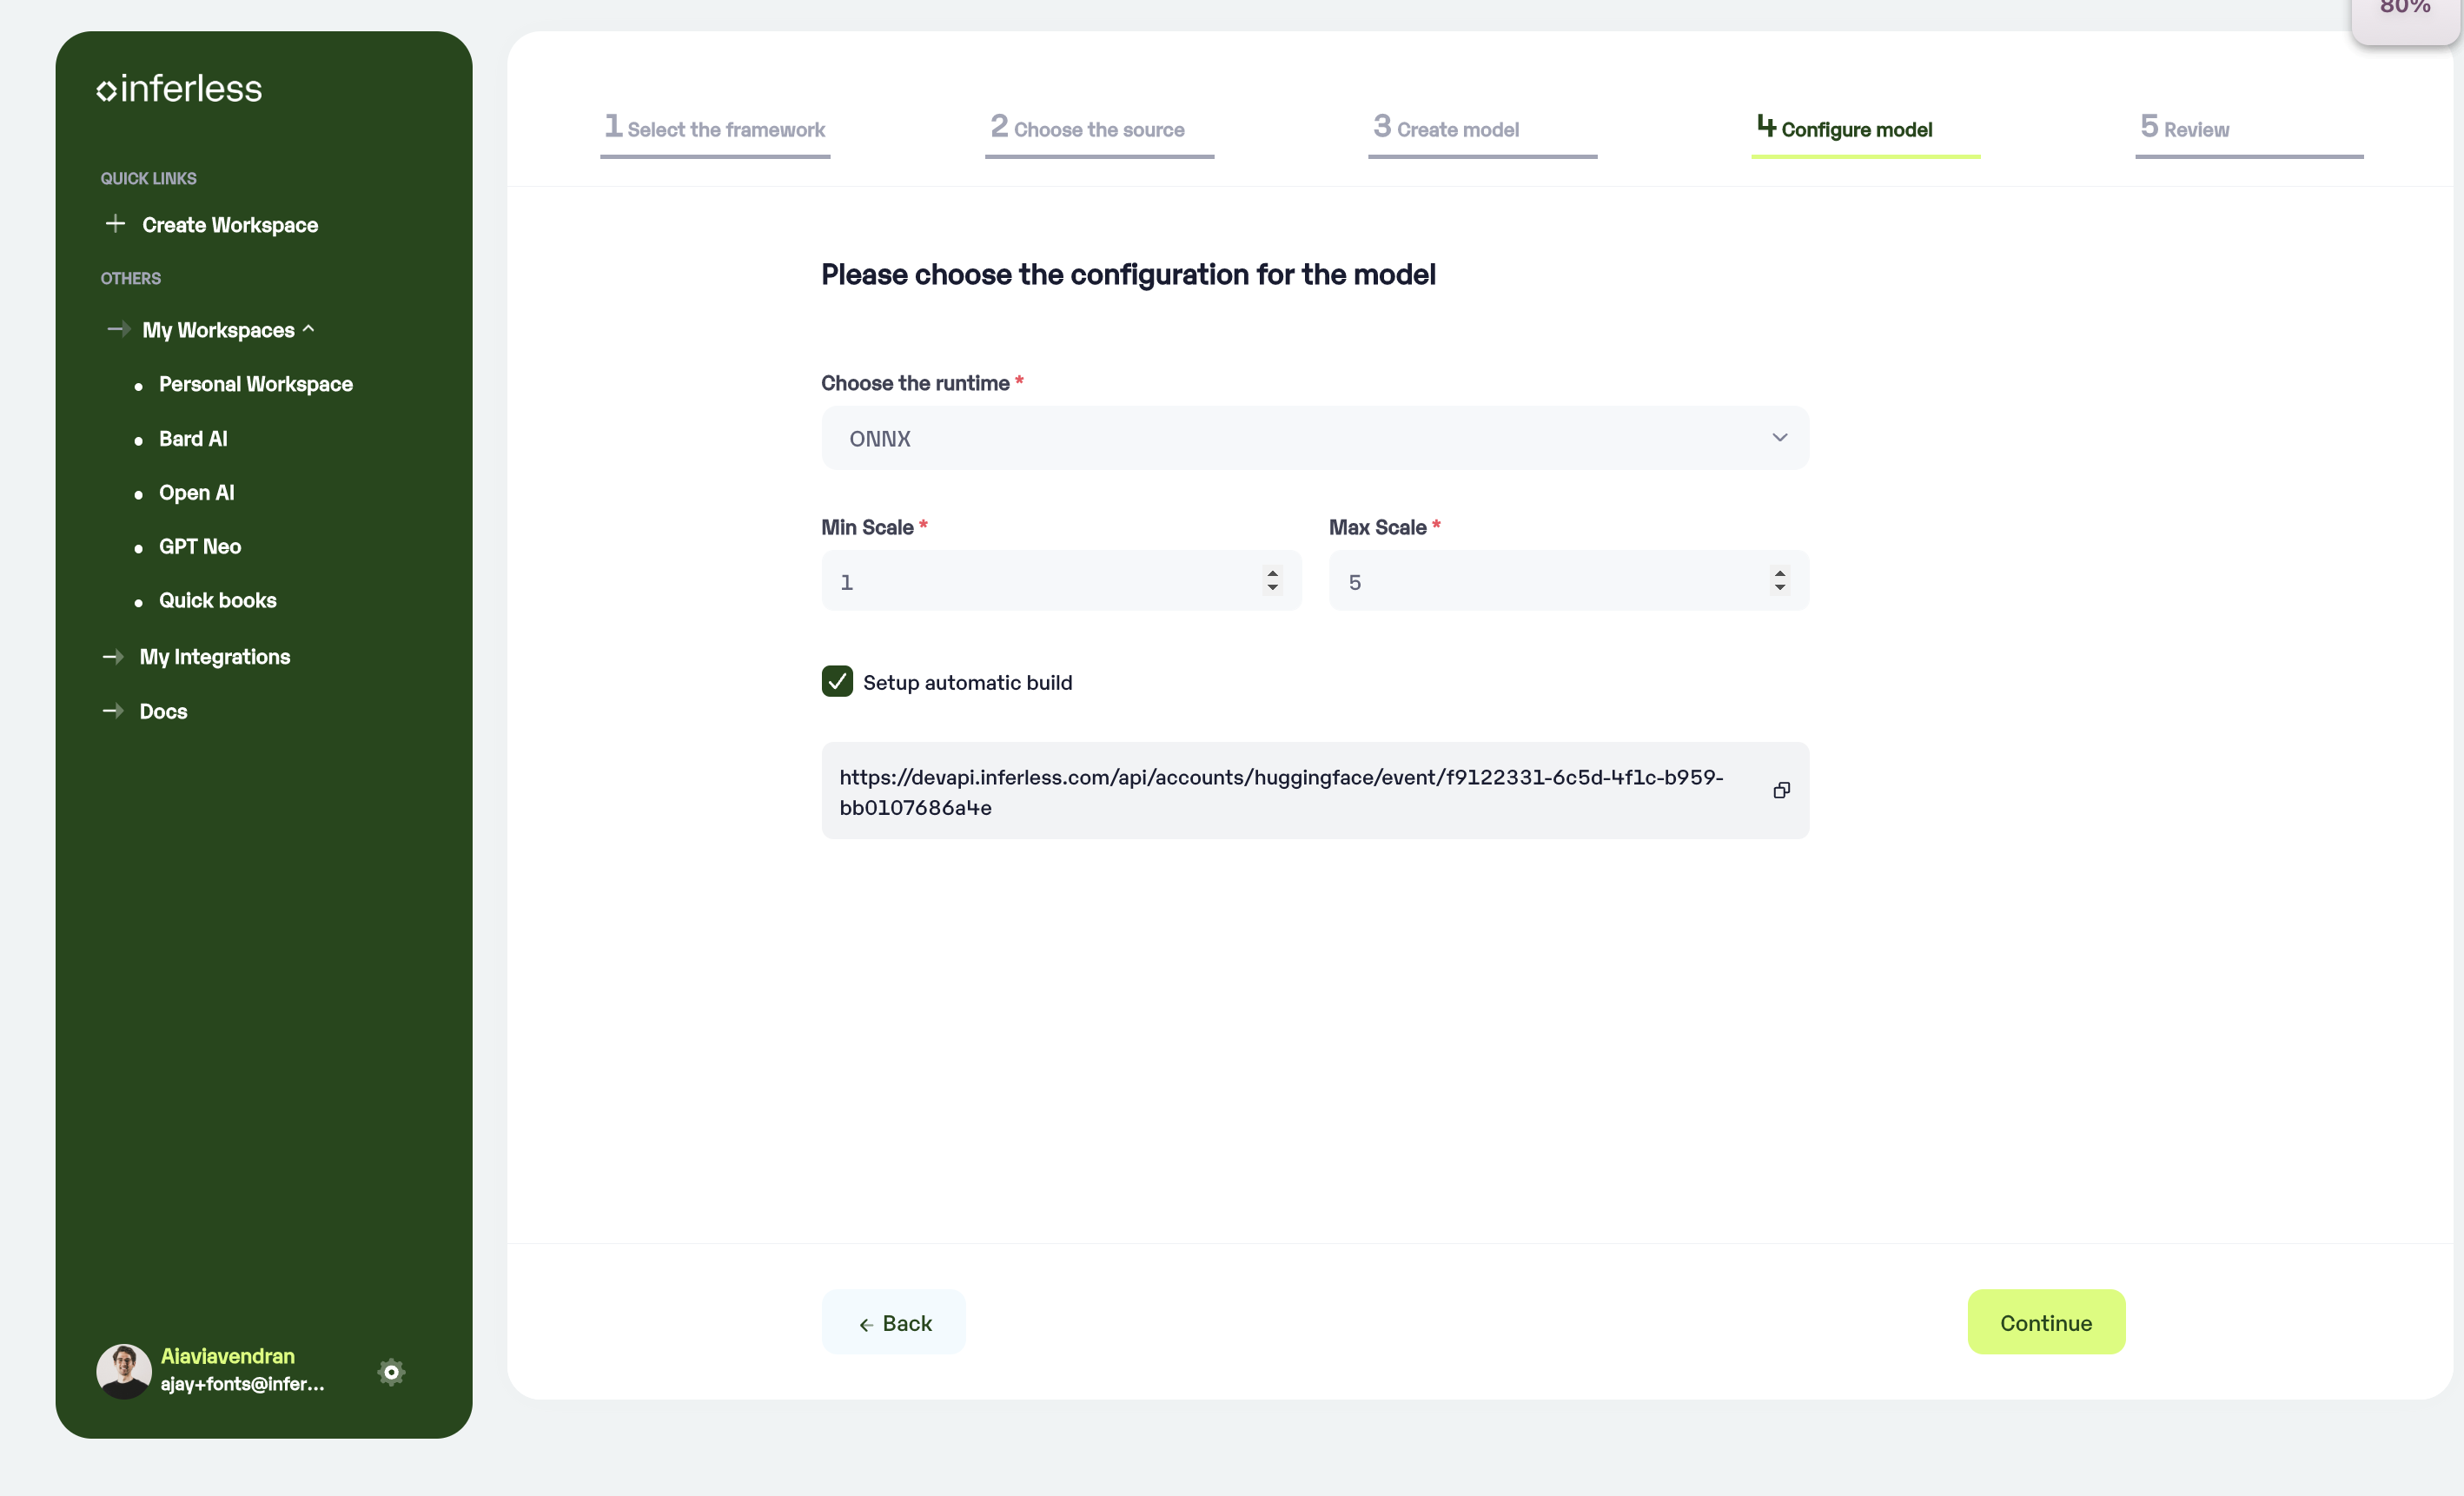 80%
inferless
QUICK LINKS
Create Workspace
OTHERS
My Workspaces
Personal Workspace
Bard AI
Open AI
GPT Neo
Quick books
My Integrations
Docs
Aiaviavendran
ajay+fonts@infer...
1 Select the framework
2 Choose the source
3 Create model
4 Configure model
5 Review
Please choose the configuration for the model
Choose the runtime *
ONNX
Min Scale *
Max Scale *
1
5
Setup automatic build
https://devapi.inferless.com/api/accounts/huggingface/event/f9122331-6c5d-4f1c-b959-
bb0107686a4e
Back
Continue